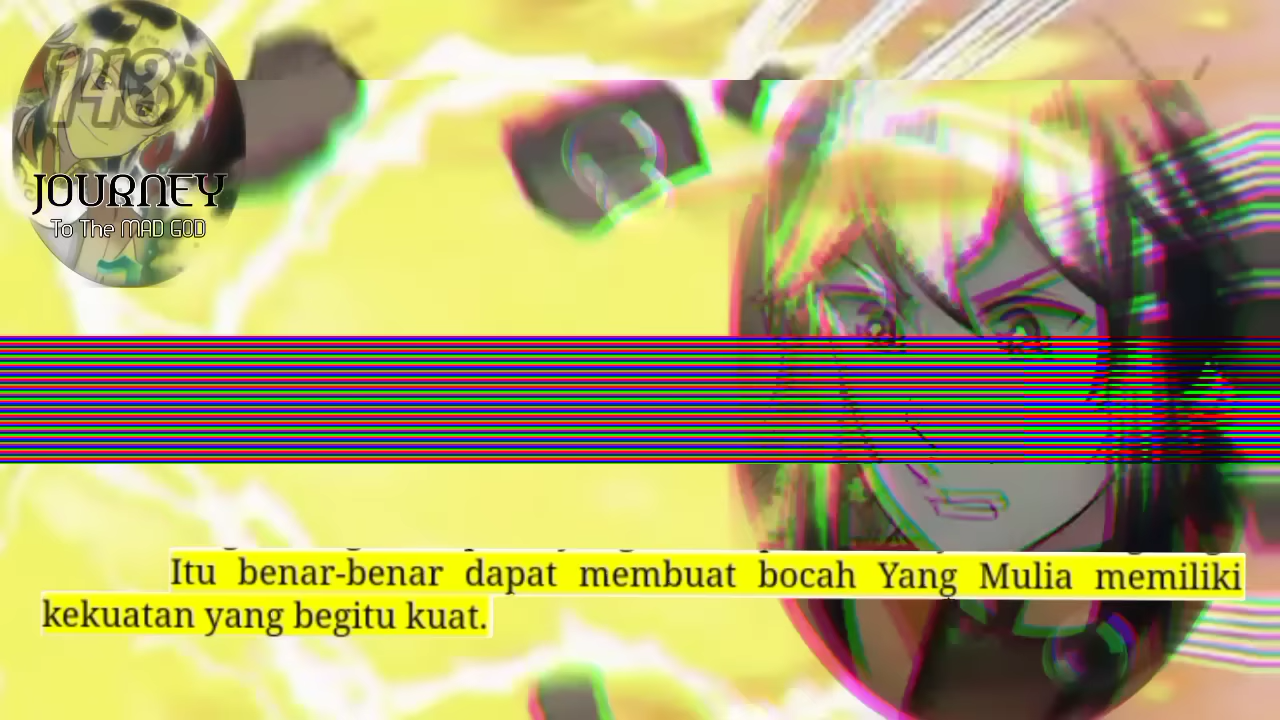 143
JOURNEY
To The MAD GOD
Itu benar-benar dapat membuat bocah Yang Mulia memiliki
kekuatan yang begitu kuat.